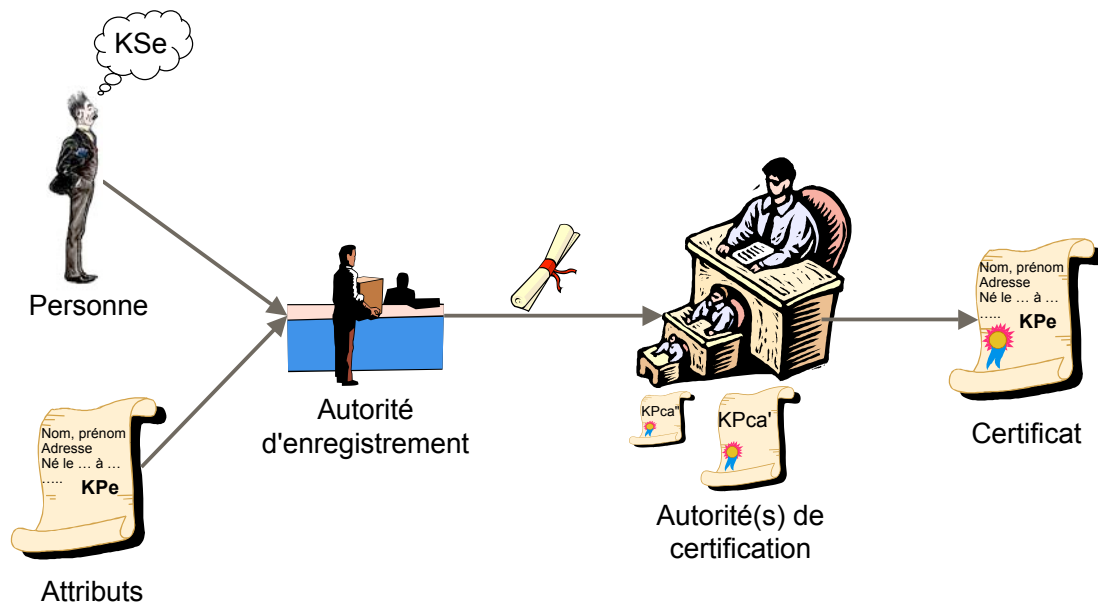 KSe
Personne
Nom, prénom
Adresse
Né le … à …
.....
KPe
Attributs
Autorité
d'enregistrement
KPca"
KPca'
Autorité(s) de
certification
Nom, prénom
Adresse
Né le … à …
.....
KPe
Certificat